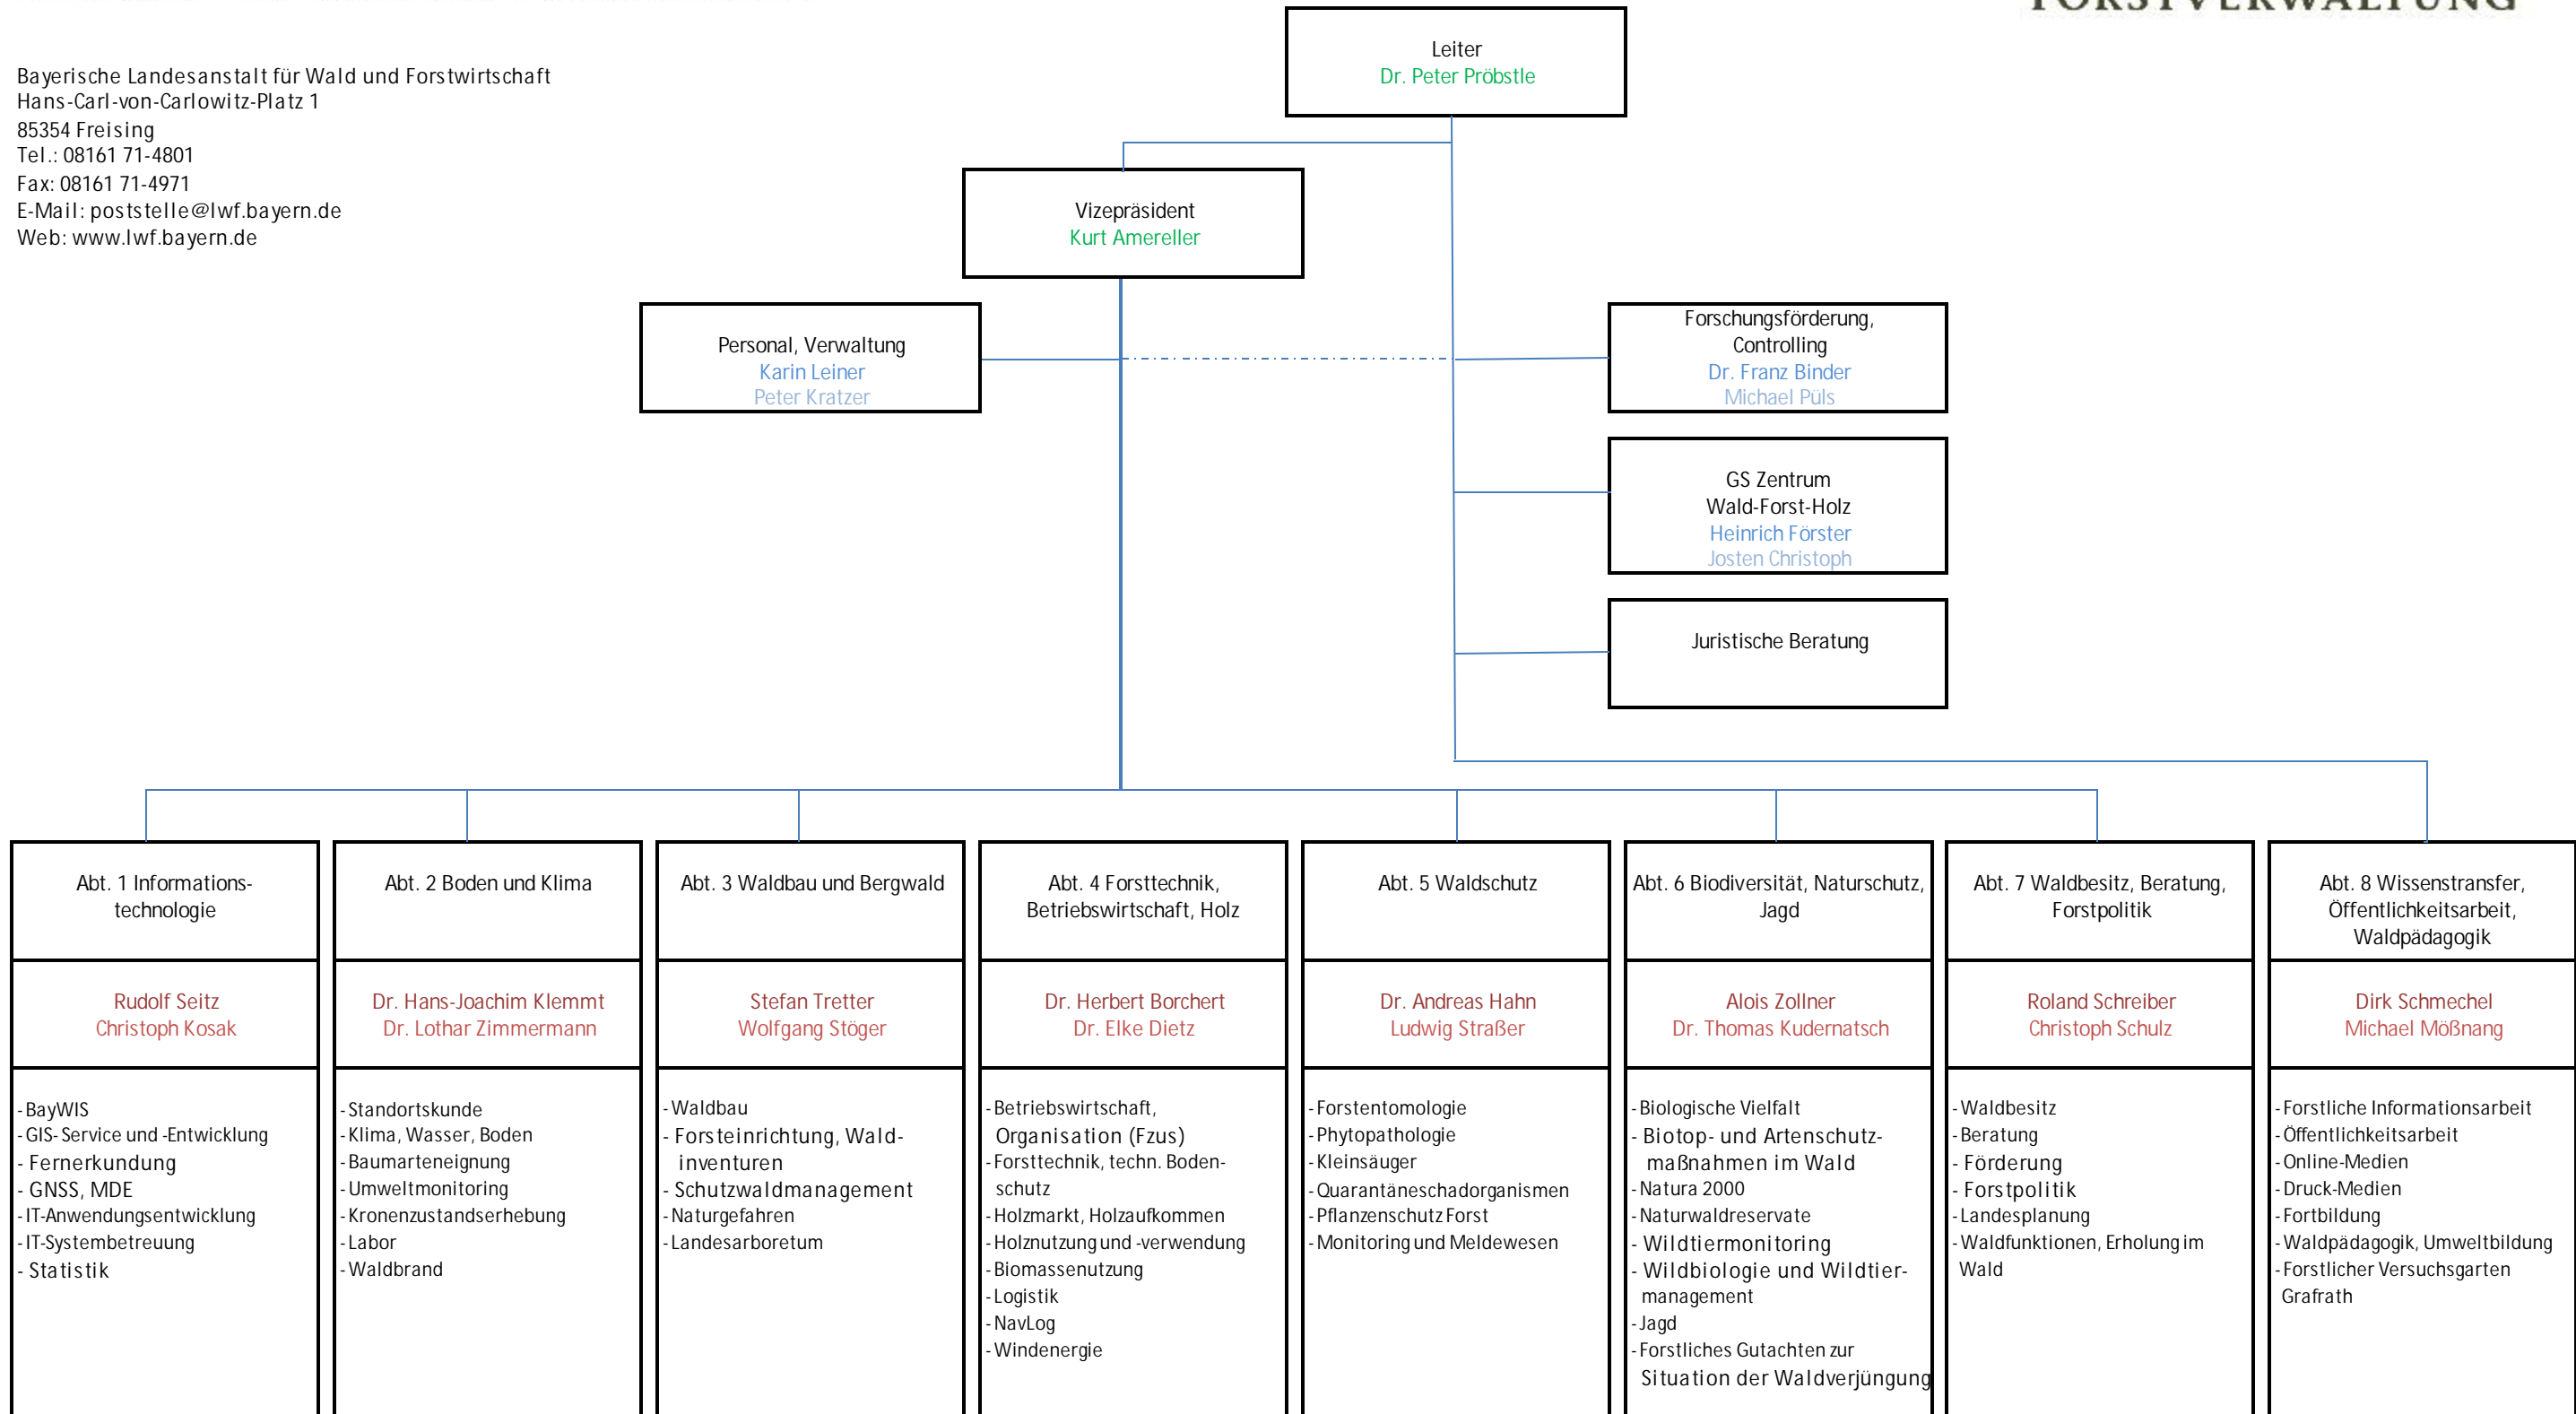 FORSTVERWALTUNG
Bayerische Landesanstalt für Wald und Forstwirtschaft
Hans-Carl-von-Carlowitz-Platz 1
85354 Freising
Tel.: 08161 71-4801
Fax: 08161 71-4971
E-Mail: poststelle@lwf.bayern.de
Web: www.lwf.bayern.de
Leiter
Dr. Peter Pröbstle
Vizepräsident
Kurt Amereller
Personal, Verwaltung
Karin Leiner
Peter Kratzer
Forschungsförderung,
Controlling
Dr. Franz Binder
Michael Püls
GS Zentrum
Wald-Forst-Holz
Heinrich Förster
Josten Christoph
Juristische Beratung
Abt. 1 Informations-
technologie
Rudolf Seitz
Christoph Kosak
- BayWIS
- GIS- Service und -Entwicklung
- Fernerkundung
- GNSS, MDE
- IT-Anwendungsentwicklung
- IT-Systembetreuung
- Statistik
Abt. 2 Boden und Klima
Dr. Hans-Joachim Klemmt
Dr. Lothar Zimmermann
- Standortskunde
- Klima, Wasser, Boden
- Baumarteneignung
- Umweltmonitoring
- Kronenzustandserhebung
- Labor
- Waldbrand
Abt. 3 Waldbau und Bergwald
Stefan Tretter
Wolfgang Stöger
- Waldbau
- Forsteinrichtung, Wald-
inventuren
- Schutzwaldmanagement
- Naturgefahren
- Landesarboretum
Abt. 4 Forsttechnik,
Betriebswirtschaft, Holz
Dr. Herbert Borchert
Dr. Elke Dietz
- Betriebswirtschaft,
Organisation (Fzus)
- Forsttechnik, techn. Boden-
schutz
- Holzmarkt, Holzaufkommen
- Holznutzung und -verwendung
- Biomassenutzung
- Logistik
- NavLog
- Windenergie
Abt. 5 Waldschutz
Dr. Andreas Hahn
Ludwig Straßer
- Forstentomologie
- Phytopathologie
- Kleinsäuger
- Quarantäneschadorganismen
- Pflanzenschutz Forst
- Monitoring und Meldewesen
Abt. 6 Biodiversität, Naturschutz,
Jagd
Alois Zollner
Dr. Thomas Kudernatsch
- Biologische Vielfalt
- Biotop- und Artenschutz-
maßnahmen im Wald
- Natura 2000
- Naturwaldreservate
- Wildtiermonitoring
- Wildbiologie und Wildtier-
management
- Jagd
- Forstliches Gutachten zur
Situation der Waldverjüngung
Abt. 7 Waldbesitz, Beratung,
Forstpolitik
Roland Schreiber
Christoph Schulz
- Waldbesitz
- Beratung
- Förderung
- Forstpolitik
- Landesplanung
- Waldfunktionen, Erholung im
Wald
Abt. 8 Wissenstransfer,
Öffentlichkeitsarbeit,
Waldpädagogik
Dirk Schmechel
Michael Mößnang
- Forstliche Informationsarbeit
- Öffentlichkeitsarbeit
- Online-Medien
- Druck-Medien
- Fortbildung
- Waldpädagogik, Umweltbildung
- Forstlicher Versuchsgarten
Grafrath